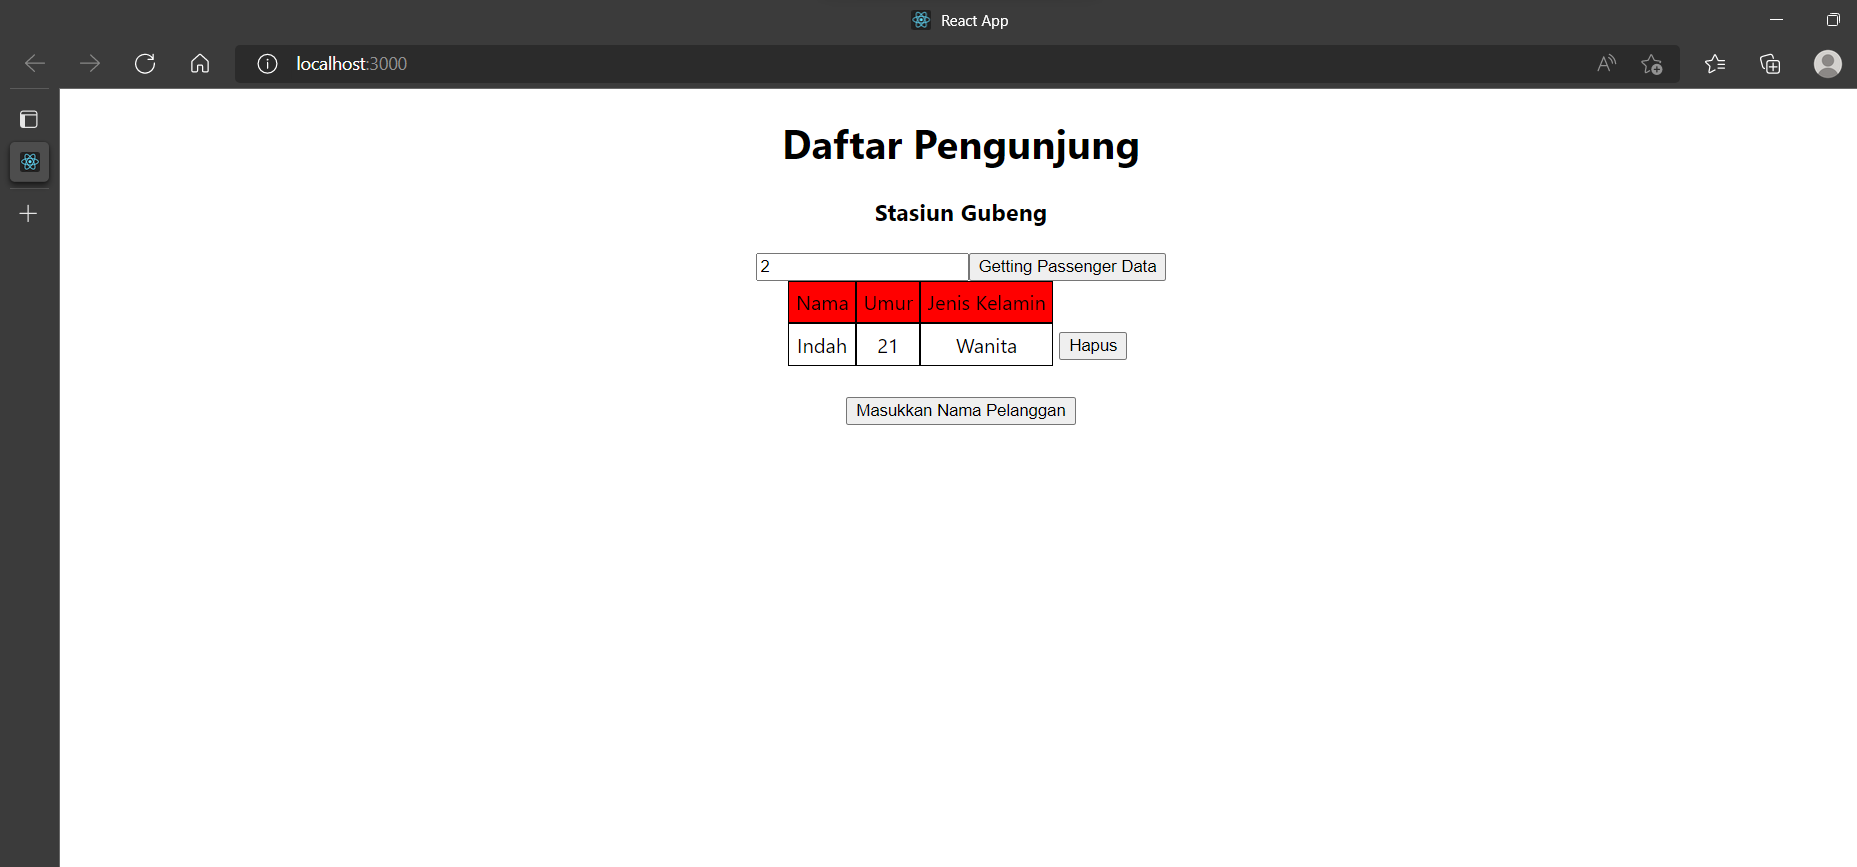 React App
localhost:3000
Daftar Pengunjung
Stasiun Gubeng
2 Getting Passenger Data
Nama Umur Jenis Kelamin
Indah 21 Wanita Hapus
Masukkan Nama Pelanggan